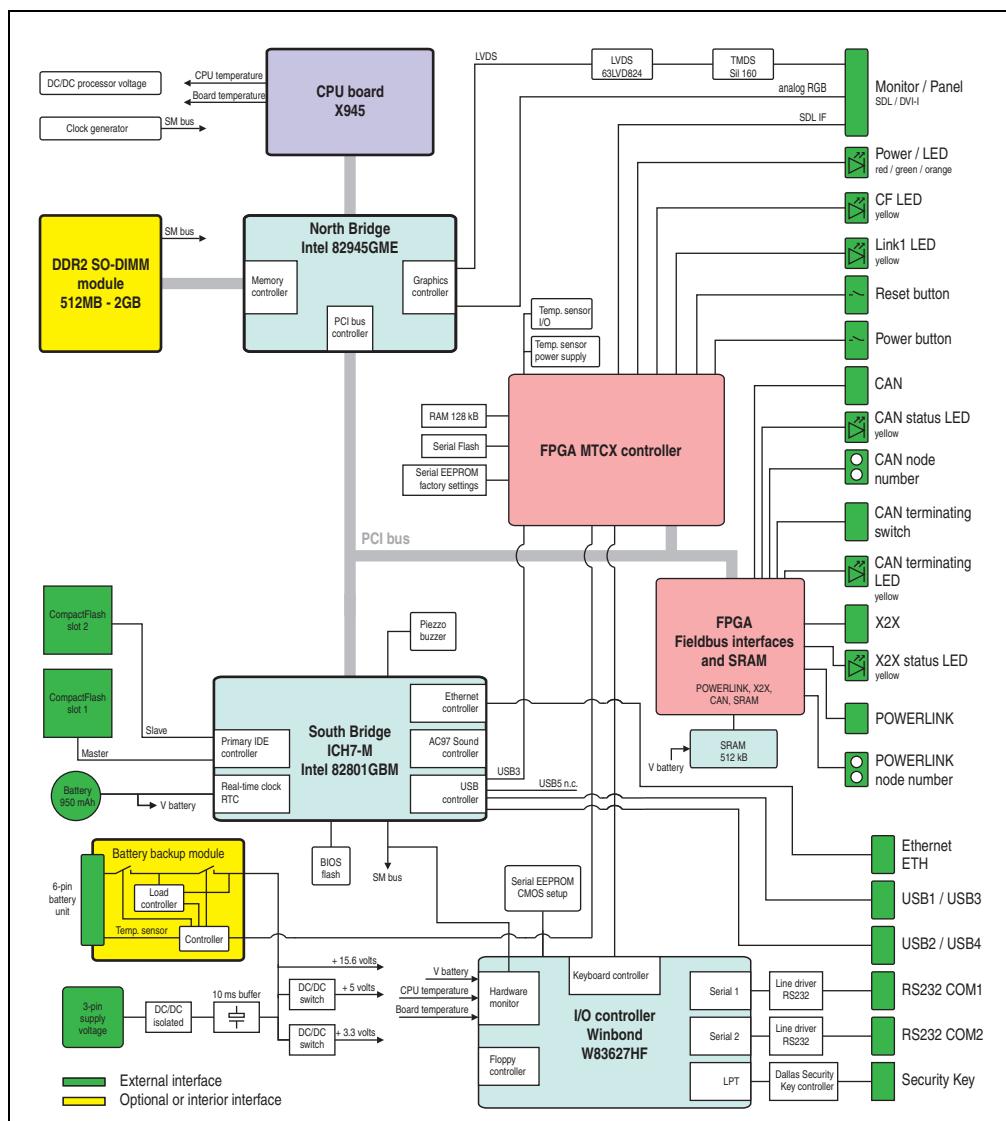 DC/DC processor voltage
CPU temperature
Board temperature
Clock generator
SM bus
CPU board
X945
LVDS
LVDS
63LVD824
TMDS
Sil 160
analog RGB
SDL IF
Monitor / Panel
SDL / DVI-I
Power / LED
red / green / orange
CF LED
yellow
Link1 LED
yellow
Reset button
Power button
CAN
CAN status LED
yellow
CAN node
number
CAN terminating
switch
CAN terminating
LED
yellow
X2X
X2X status LED
yellow
POWERLINK
POWERLINK
node number
DDR2 SO-DIMM
module
512MB - 2GB
SM bus
North Bridge
Intel 82945GME
Memory
controller
Graphics
controller
PCI bus
controller
Temp. sensor
I/O
Temp. sensor
power supply
RAM 128 kB
Serial Flash
Serial EEPROM
factory settings
FPGA MTCX controller
PCI bus
FPGA
Fieldbus interfaces
and SRAM
POWERLINK, X2X,
CAN, SRAM
SRAM
512 kB
V battery
CompactFlash
slot 2
CompactFlash
slot 1
Slave
Master
Piezzo
buzzer
South Bridge
ICH7-M
Intel 82801GBM
Ethernet
controller
Primary IDE
controller
AC97 Sound
controller
Real-time clock
RTC
USB
controller
USB3
USB5 n.c.
Battery
950 mAh
V battery
BIOS
flash
SM bus
Battery backup module
6-pin
battery
unit
Load
controller
Temp. sensor
Controller
Serial EEPROM
CMOS setup
Ethernet
ETH
USB1 / USB3
USB2 / USB4
3-pin
supply
voltage
DC/DC
isolated
10 ms buffer
+ 15.6 volts
DC/DC
switch
+ 5 volts
DC/DC
switch
+ 3.3 volts
V battery
CPU temperature
Board temperature
Hardware
monitor
Keyboard controller
I/O controller
Winbond
W83627HF
Floppy
controller
Serial 1
Line driver
RS232
RS232 COM1
Serial 2
Line driver
RS232
RS232 COM2
LPT
Dallas Security
Key controller
Security Key
External interface
Optional or interior interface